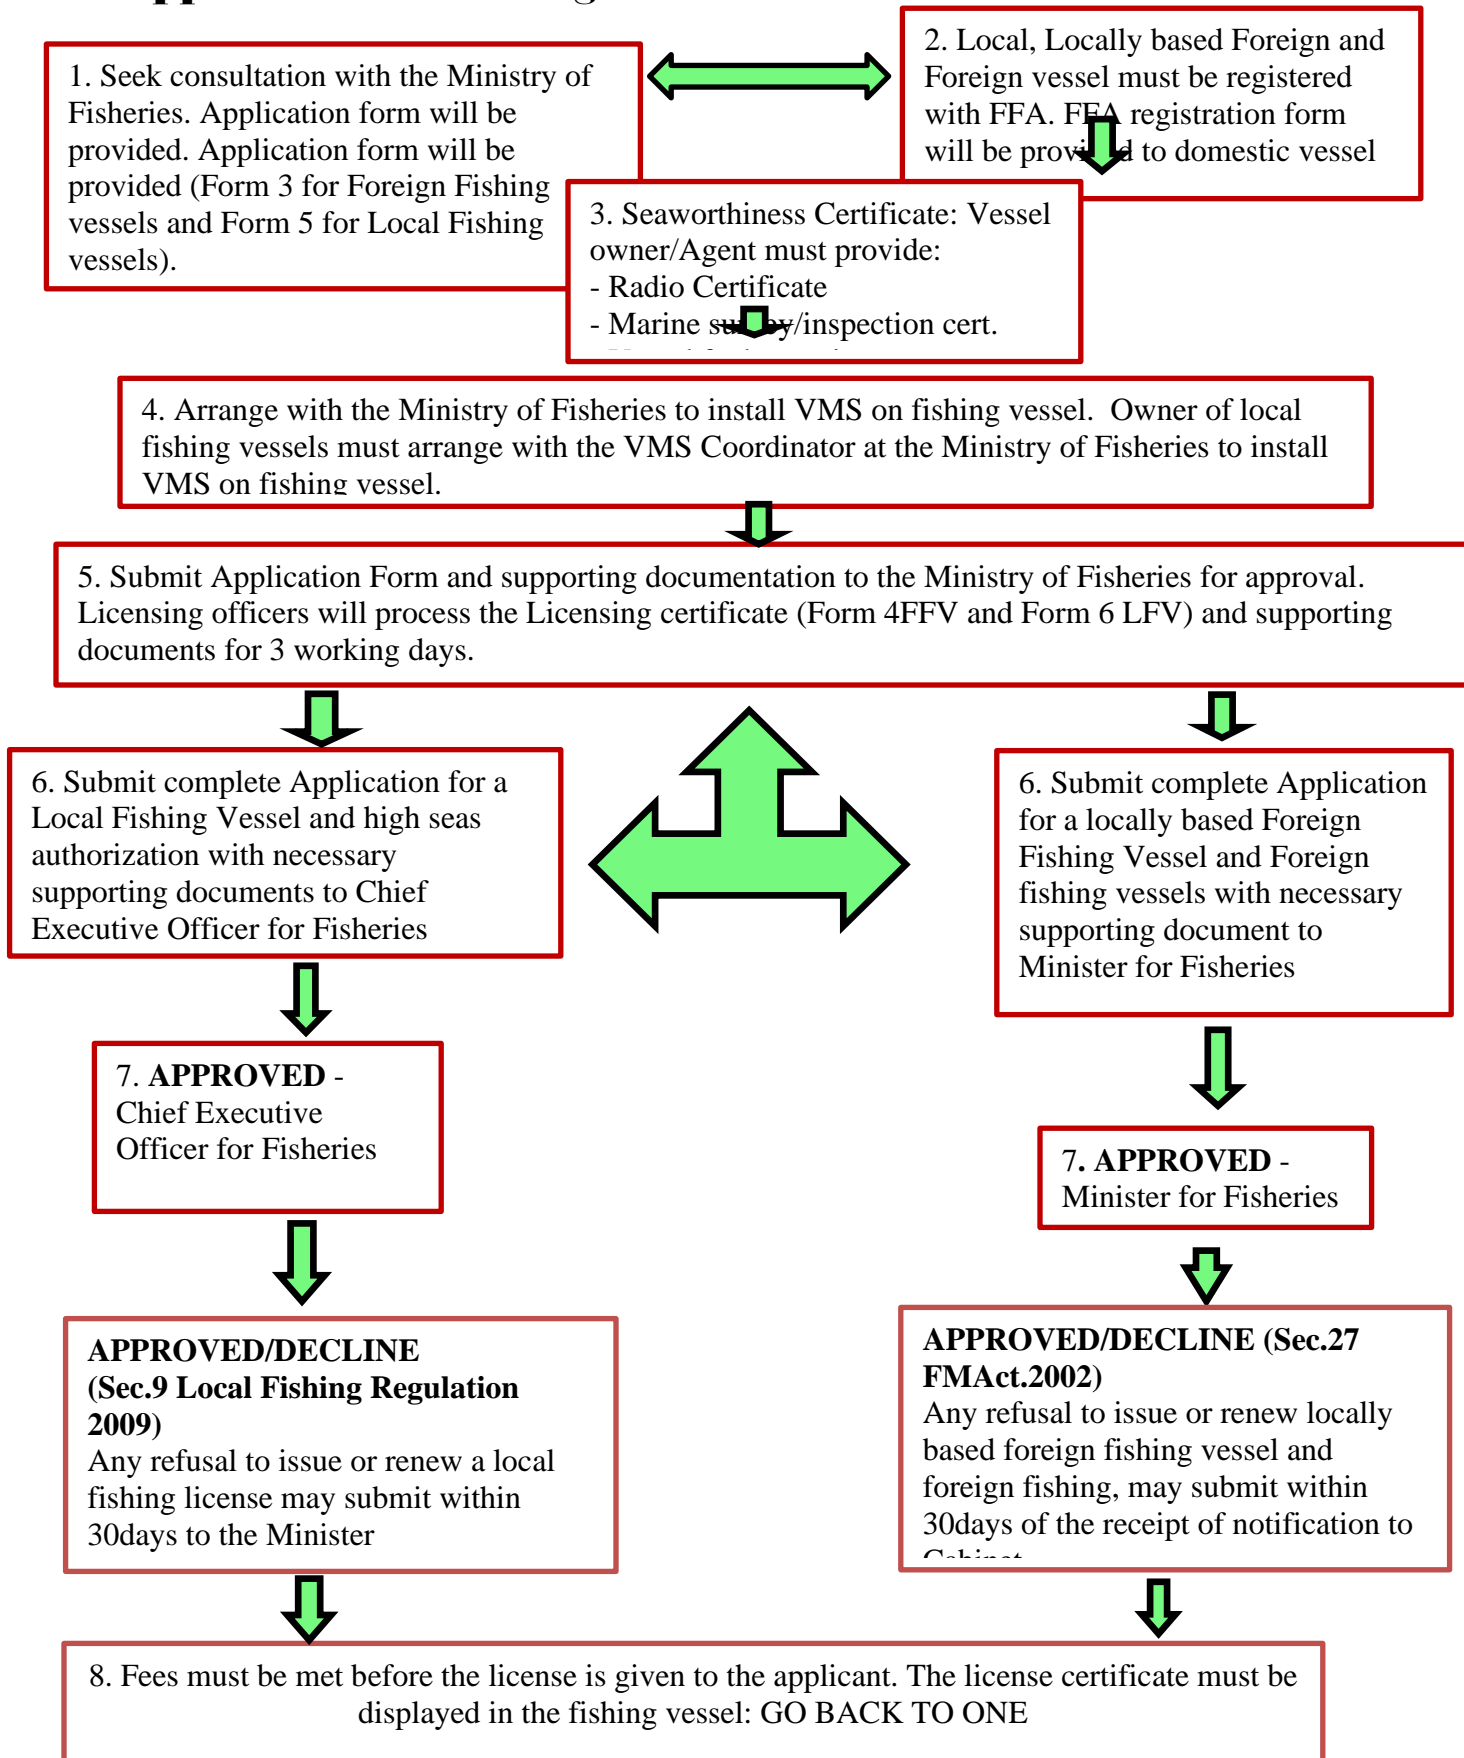 1. Seek consultation with the Ministry of
Fisheries. Application form will be
provided. Application form will be
provided (Form 3 for Foreign Fishing
vessels and Form 5 for Local Fishing
vessels).
2. Local, Locally based Foreign and
Foreign vessel must be registered
with FFA. FFA registration form
will be provided to domestic vessel
3. Seaworthiness Certificate: Vessel
owner/Agent must provide:
- Radio Certificate
- Marine survey/inspection cert.
4. Arrange with the Ministry of Fisheries to install VMS on fishing vessel.  Owner of local
fishing vessels must arrange with the VMS Coordinator at the Ministry of Fisheries to install
VMS on fishing vessel.
5. Submit Application Form and supporting documentation to the Ministry of Fisheries for approval.
Licensing officers will process the Licensing certificate (Form 4FFV and Form 6 LFV) and supporting
documents for 3 working days.
6. Submit complete Application for a
Local Fishing Vessel and high seas
authorization with necessary
supporting documents to Chief
Executive Officer for Fisheries
6. Submit complete Application
for a locally based Foreign
Fishing Vessel and Foreign
fishing vessels with necessary
supporting document to
Minister for Fisheries
7. APPROVED -
Chief Executive
Officer for Fisheries
7. APPROVED -
Minister for Fisheries
APPROVED/DECLINE
(Sec.9 Local Fishing Regulation
2009)
Any refusal to issue or renew a local
fishing license may submit within
30days to the Minister
APPROVED/DECLINE (Sec.27
FMAct.2002)
Any refusal to issue or renew locally
based foreign fishing vessel and
foreign fishing, may submit within
30days of the receipt of notification to
Cabinet
8. Fees must be met before the license is given to the applicant. The license certificate must be
displayed in the fishing vessel: GO BACK TO ONE